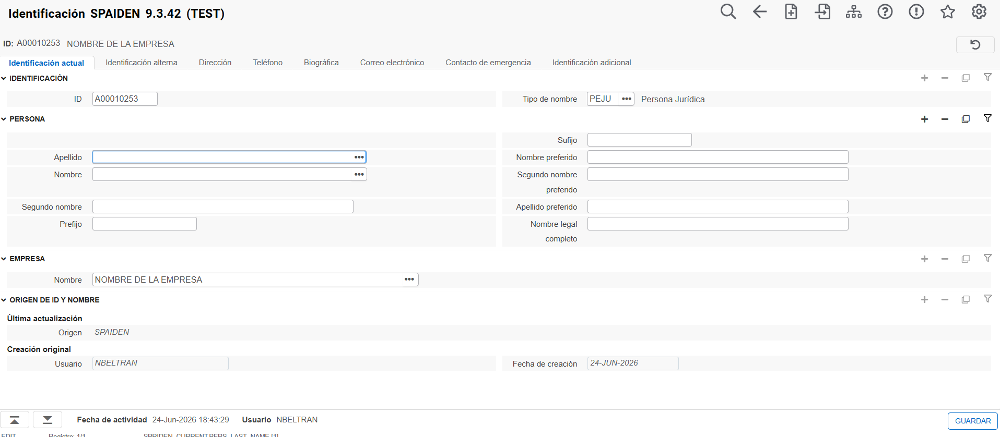 Identificación SPAIDEN 9.3.42 (TEST)
ID: A00010253 NOMBRE DE LA EMPRESA
Identificación actual Identificación alterna Dirección Teléfono Biográfica Correo electrónico Contacto de emergencia Identificación adicional
IDENTIFICACIÓN
ID A00010253 Tipo de nombre PEJU Persona Jurídica
PERSONA
Sufijo
Apellido Nombre preferido
Nombre Segundo nombre preferido
Segundo nombre Apellido preferido
Prefijo Nombre legal completo
EMPRESA
Nombre NOMBRE DE LA EMPRESA
ORIGEN DE ID Y NOMBRE
Última actualización
Origen SPAIDEN
Creación original
Usuario NBELTRAN Fecha de creación 24-JUN-2026
Fecha de actividad 24-Jun-2026 18:43:29 Usuario NBELTRAN GUARDAR
EDIT Registro: 1/1 SPRIDEN_CURRENT.PERS_LAST_NAME [1]